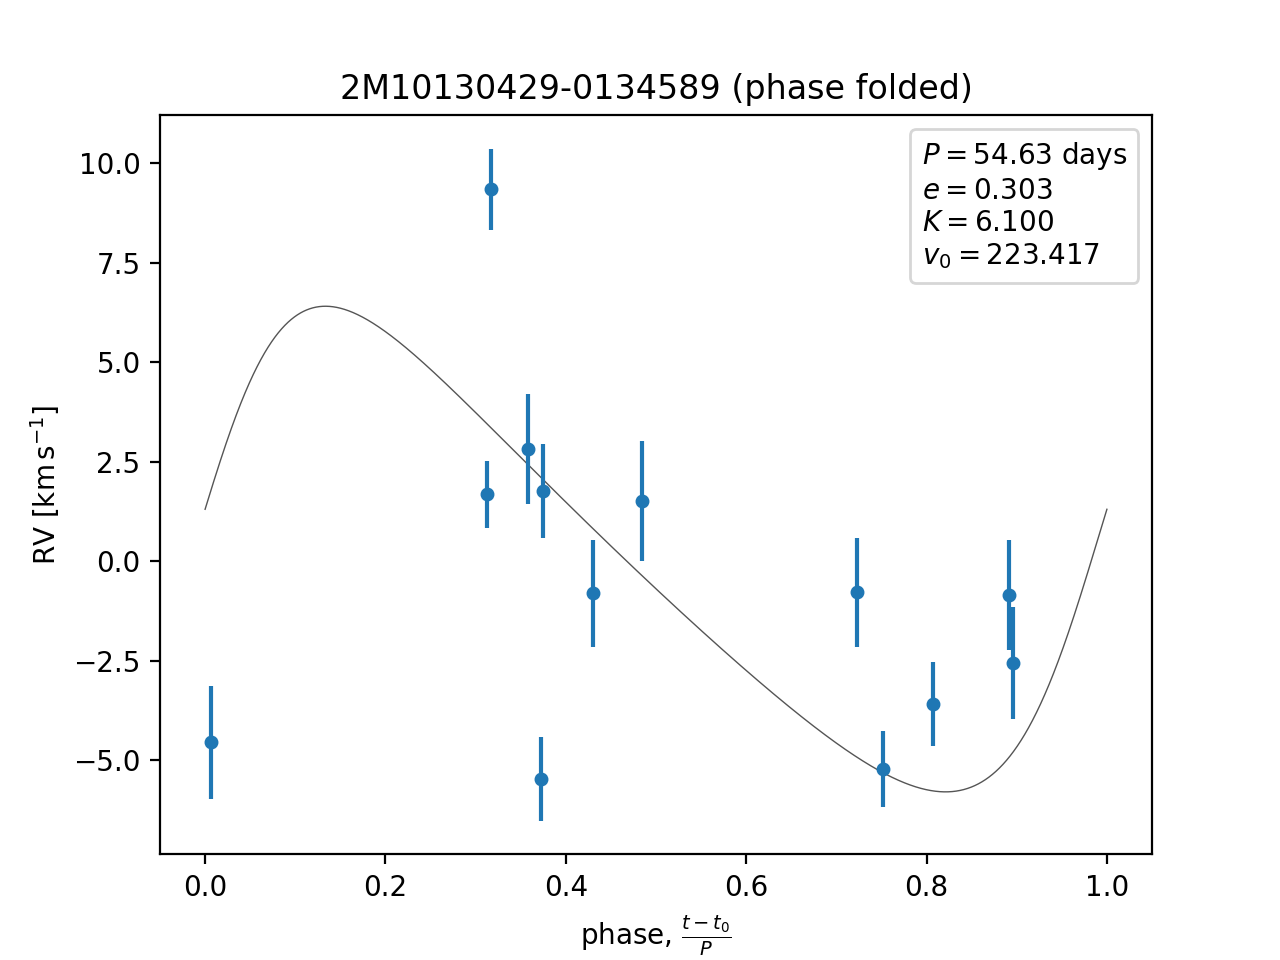 2M10130429-0134589 (phase folded)
P = 54.63 days
e = 0.303
K = 6.100
v₀ = 223.417
RV [km s⁻¹]
10.0
7.5
5.0
2.5
0.0
−2.5
−5.0
0.0 0.2 0.4 0.6 0.8 1.0
phase, (t − t₀)/P